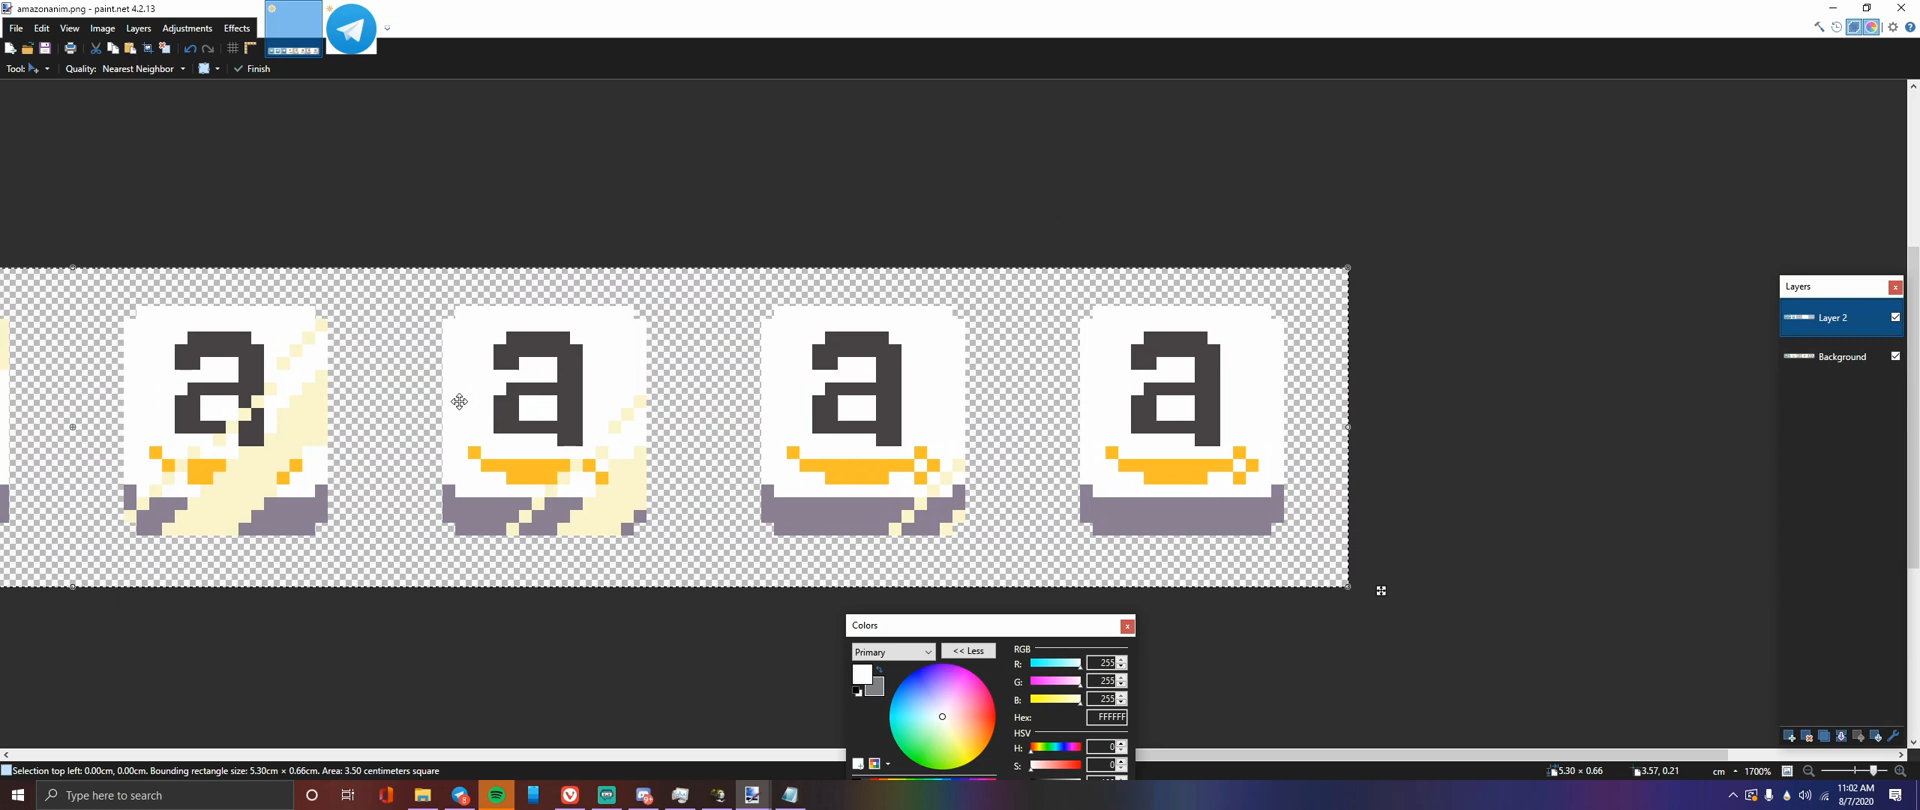 amazonanim.png - paint.net 4.2.13
File Edit View Image Layers Adjustments Effects
Tool: Quality: Nearest Neighbor Finish
a a a a
Layers
Layer 2
Background
Colors
Primary << Less
RGB
R: 255
G: 255
B: 255
Hex: FFFFFF
HSV
H: 0
S: 0
Selection top left: 0.00cm, 0.00cm. Bounding rectangle size: 5.30cm × 0.66cm. Area: 3.50 centimeters square
5.30 × 0.66 3.57, 0.21 cm 1700%
Type here to search
11:02 AM
8/7/2020